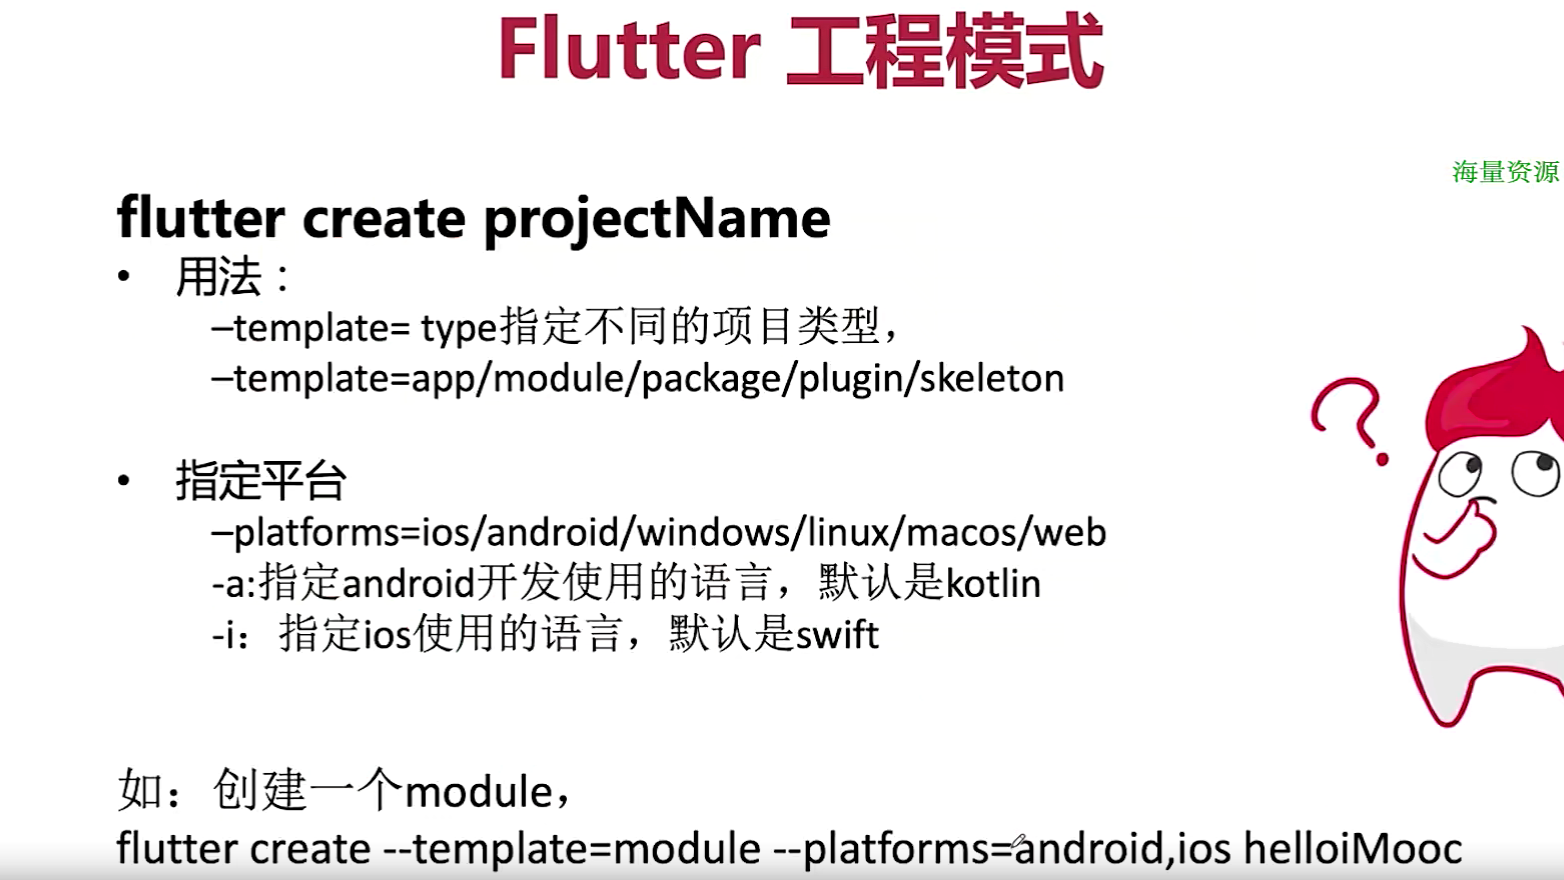 Flutter 工程模式
海量资源
flutter create projectName
• 用法：
–template= type指定不同的项目类型，
–template=app/module/package/plugin/skeleton
• 指定平台
–platforms=ios/android/windows/linux/macos/web
-a:指定android开发使用的语言，默认是kotlin
-i：指定ios使用的语言，默认是swift
如：创建一个module，
flutter create --template=module --platforms=android,ios helloiMooc